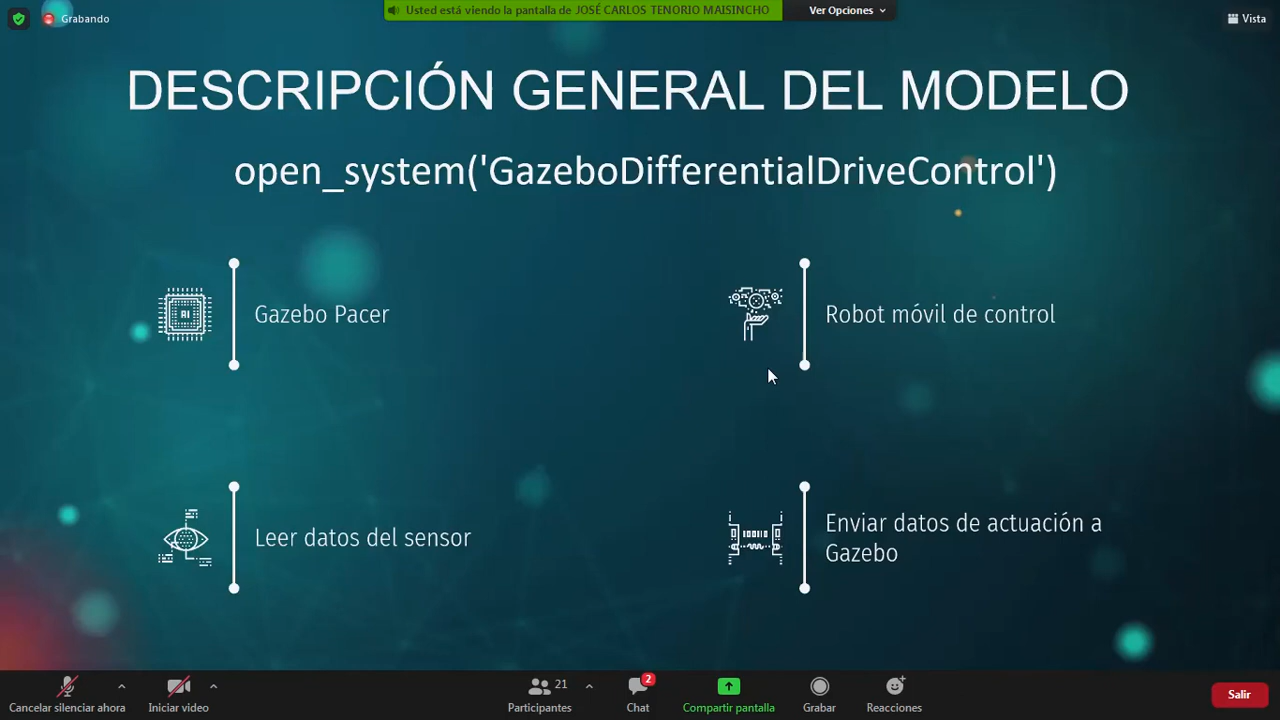 Grabando
Usted está viendo la pantalla de JOSÉ CARLOS TENORIO MAISINCHO
Ver Opciones
Vista
DESCRIPCIÓN GENERAL DEL MODELO
open_system('GazeboDifferentialDriveControl')
AI
Gazebo Pacer
Robot móvil de control
Leer datos del sensor
Enviar datos de actuación a
Gazebo
Cancelar silenciar ahora
Iniciar video
21
Participantes
2
Chat
Compartir pantalla
Grabar
Reacciones
Salir